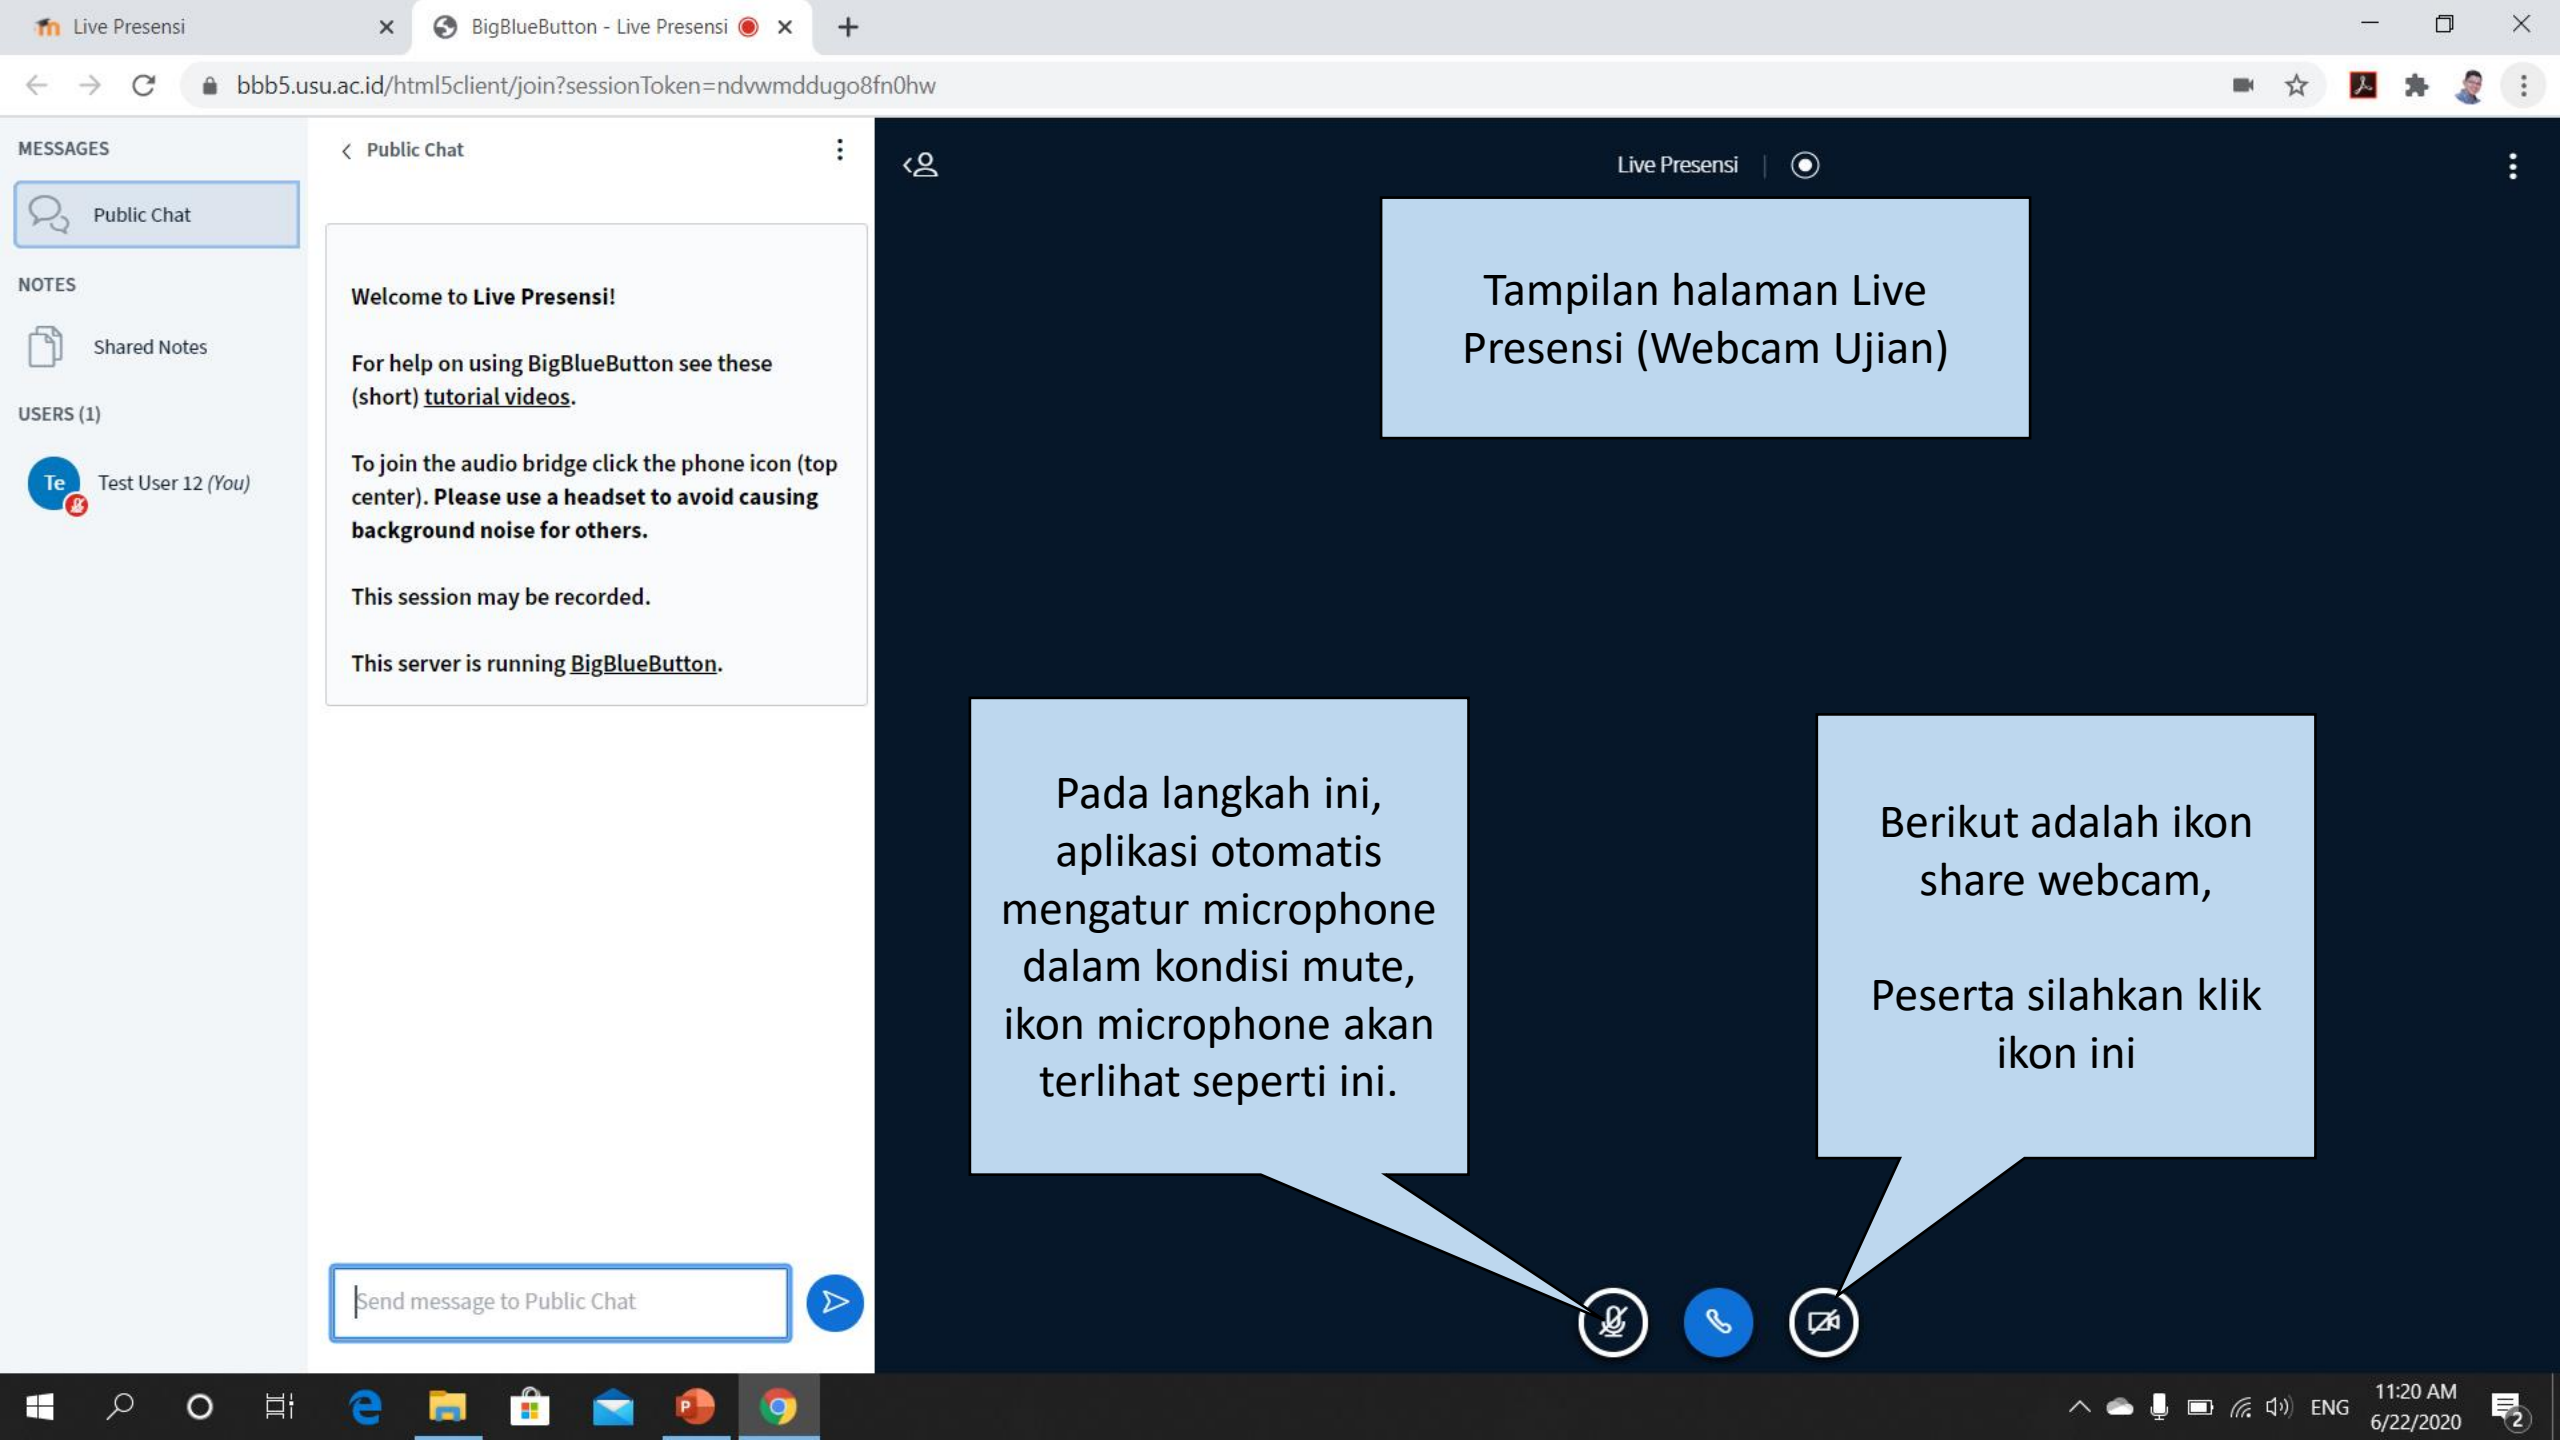 Live Presensi
BigBlueButton - Live Presensi
bbb5.usu.ac.id/html5client/join?sessionToken=ndvwmddugo8fn0hw
MESSAGES
Public Chat
NOTES
Shared Notes
USERS (1)
Te
Test User 12 (You)
Public Chat
Welcome to Live Presensi!
For help on using BigBlueButton see these
(short) tutorial videos.
To join the audio bridge click the phone icon (top
center). Please use a headset to avoid causing
background noise for others.
This session may be recorded.
This server is running BigBlueButton.
Send message to Public Chat
Live Presensi
Tampilan halaman Live
Presensi (Webcam Ujian)
Pada langkah ini,
aplikasi otomatis
mengatur microphone
dalam kondisi mute,
ikon microphone akan
terlihat seperti ini.
Berikut adalah ikon
share webcam,
Peserta silahkan klik
ikon ini
P
ENG
11:20 AM
6/22/2020
2